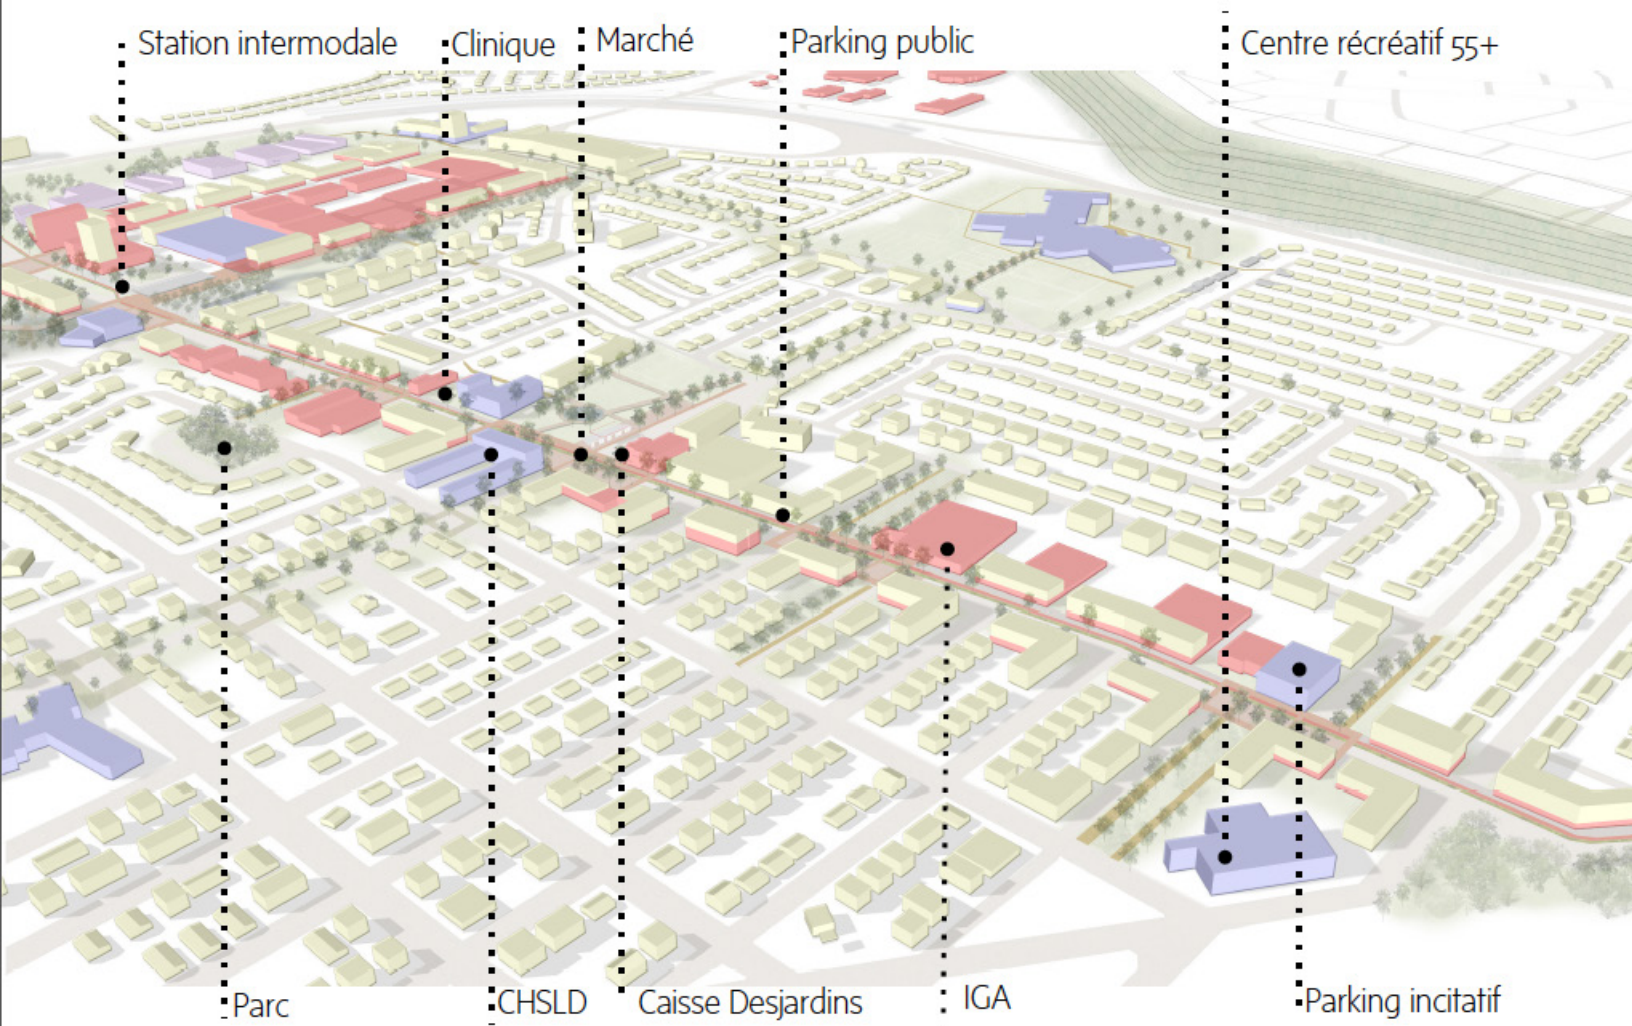 Station intermodale
Clinique
Marché
Parking public
Centre récréatif 55+
Parc
CHSLD
Caisse Desjardins
IGA
Parking incitatif